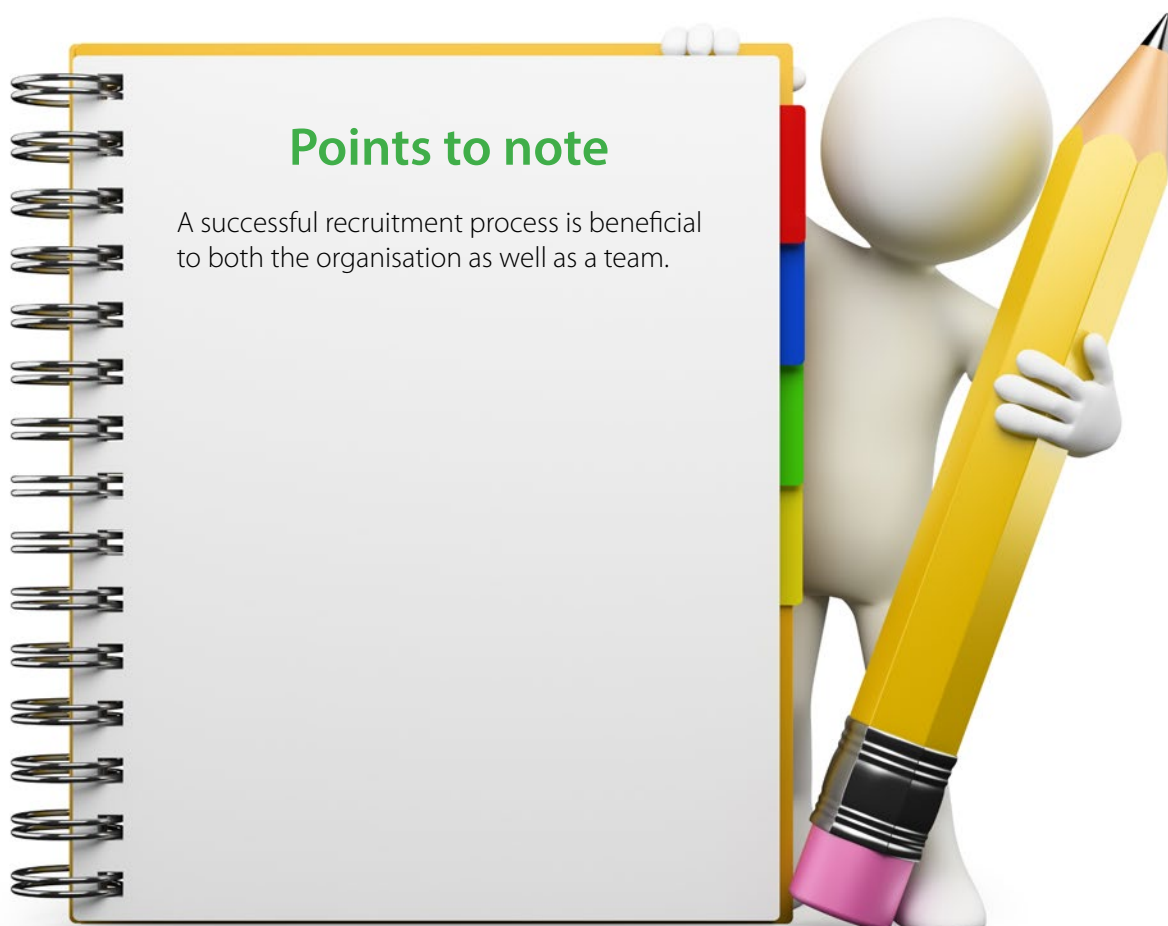 Points to note
A successful recruitment process is beneficial
to both the organisation as well as a team.